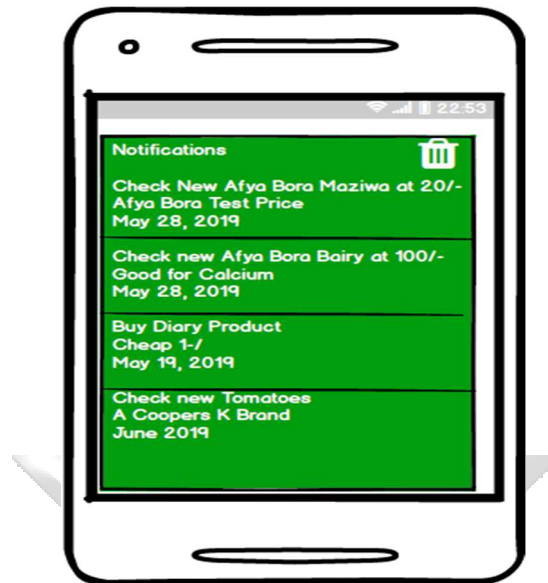 22:53
Notifications
Check New Afya Bora Maziwa at 20/-
Afya Bora Test Price
May 28, 2019
Check new Afya Bora Bairy at 100/-
Good for Calcium
May 28, 2019
Buy Diary Product
Cheap 1-/
May 19, 2019
Check new Tomatoes
A Coopers K Brand
June 2019